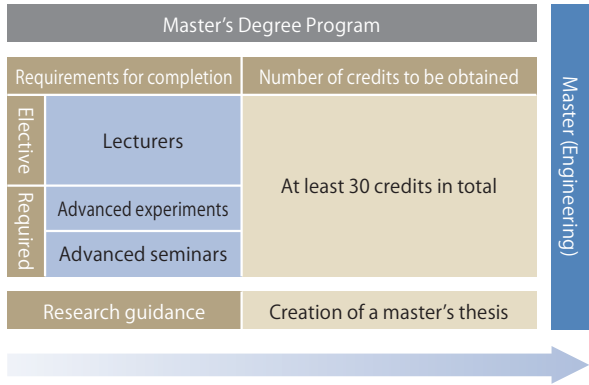 Master’s Degree Program
Requirements for completion
Number of credits to be obtained
Elective
Lecturers
At least 30 credits in total
Required
Advanced experiments
Advanced seminars
Research guidance
Creation of a master’s thesis
Master (Engineering)